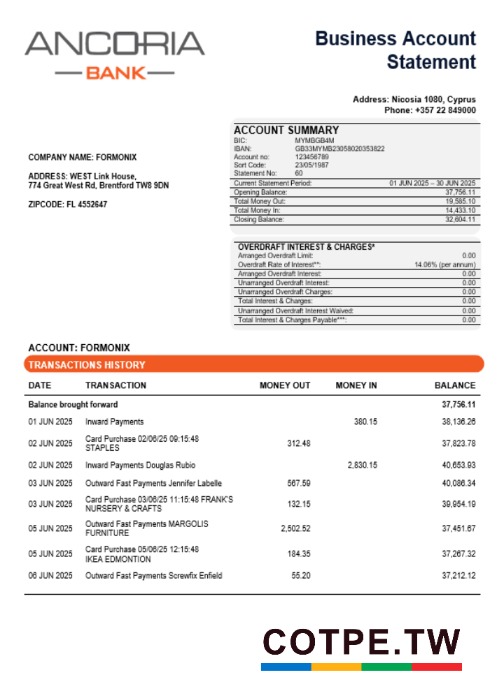 ANCORIA
BANK
Business Account
Statement
Address: Nicosia 1080, Cyprus
Phone: +357 22 849000
ACCOUNT SUMMARY
BIC: MYMBGB4M
IBAN: GB33MYMB23058020353822
Account no: 123456789
Sort Code: 23/05/1987
Statement No: 60
Current Statement Period: 01 JUN 2025 – 30 JUN 2025
Opening Balance: 37,756.11
Total Money Out: 19,585.10
Total Money In: 14,433.10
Closing Balance: 32,604.11
COMPANY NAME: FORMONIX
ADDRESS: WEST Link House,
774 Great West Rd, Brentford TW8 9DN
ZIPCODE: FL 4552647
OVERDRAFT INTEREST & CHARGES*
Arranged Overdraft Limit: 0.00
Overdraft Rate of Interest**: 14.06% (per annum)
Arranged Overdraft Interest: 0.00
Unarranged Overdraft Interest: 0.00
Unarranged Overdraft Charges: 0.00
Total Interest & Charges: 0.00
Unarranged Overdraft Interest Waived: 0.00
Total Interest & Charges Payable***: 0.00
ACCOUNT: FORMONIX
TRANSACTIONS HISTORY
DATE TRANSACTION MONEY OUT MONEY IN BALANCE
Balance brought forward 37,756.11
01 JUN 2025 Inward Payments 380.15 38,136.26
02 JUN 2025 Card Purchase 02/06/25 09:15:48 312.48 37,823.78
STAPLES
02 JUN 2025 Inward Payments Douglas Rubio 2,830.15 40,653.93
03 JUN 2025 Outward Fast Payments Jennifer Labelle 567.59 40,086.34
03 JUN 2025 Card Purchase 03/06/25 11:15:48 FRANK'S 132.15 39,954.19
NURSERY & CRAFTS
05 JUN 2025 Outward Fast Payments MARGOLIS 2,502.52 37,451.67
FURNITURE
05 JUN 2025 Card Purchase 05/06/25 12:15:48 184.35 37,267.32
IKEA EDMONTION
06 JUN 2025 Outward Fast Payments Screwfix Enfield 55.20 37,212.12
COTPE.TW